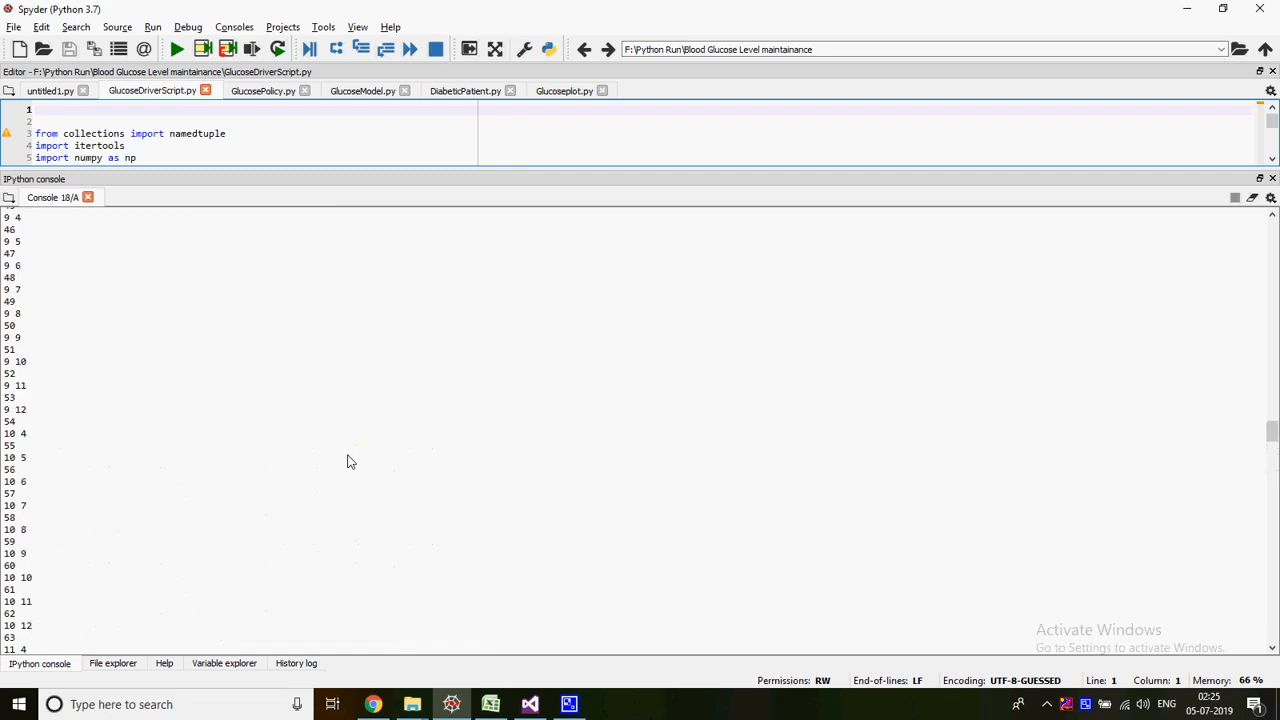 Spyder (Python 3.7)
File Edit Search Source Run Debug Consoles Projects Tools View Help
F:\Python Run\Blood Glucose Level maintainance
Editor - F:\Python Run\Blood Glucose Level maintainance\GlucoseDriverScript.py
untitled1.py GlucoseDriverScript.py GlucosePolicy.py GlucoseModel.py DiabeticPatient.py Glucoseplot.py
1
2
3 from collections import namedtuple
4 import itertools
5 import numpy as np
IPython console
Console 18/A
9 4
46
9 5
47
9 6
48
9 7
49
9 8
50
9 9
51
9 10
52
9 11
53
9 12
54
10 4
55
10 5
56
10 6
57
10 7
58
10 8
59
10 9
60
10 10
61
10 11
62
10 12
63
11 4
Activate Windows
Go to Settings to activate Windows.
IPython console File explorer Help Variable explorer History log
Permissions: RW End-of-lines: LF Encoding: UTF-8-GUESSED Line: 1 Column: 1 Memory: 66 %
Type here to search
ENG
02:25
05-07-2019